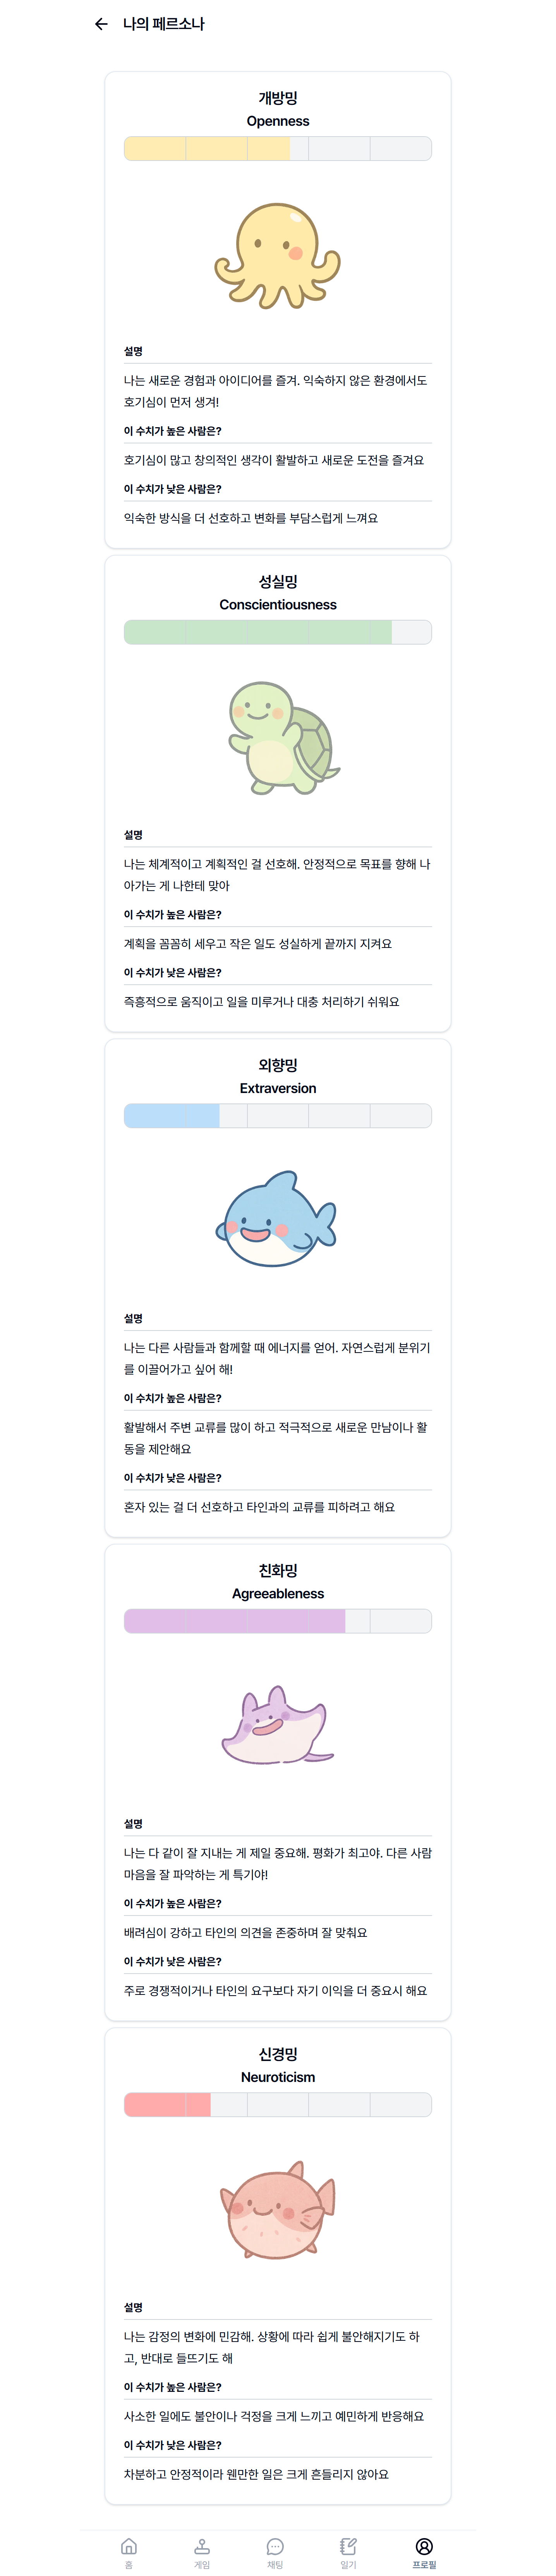 나의 페르소나
개방밍
Openness
설명
나는 새로운 경험과 아이디어를 즐겨. 익숙하지 않은 환경에서도
호기심이 먼저 생겨!
이 수치가 높은 사람은?
호기심이 많고 창의적인 생각이 활발하고 새로운 도전을 즐겨요
이 수치가 낮은 사람은?
익숙한 방식을 더 선호하고 변화를 부담스럽게 느껴요
성실밍
Conscientiousness
설명
나는 체계적이고 계획적인 걸 선호해. 안정적으로 목표를 향해 나
아가는 게 나한테 맞아
이 수치가 높은 사람은?
계획을 꼼꼼히 세우고 작은 일도 성실하게 끝까지 지켜요
이 수치가 낮은 사람은?
즉흥적으로 움직이고 일을 미루거나 대충 처리하기 쉬워요
외향밍
Extraversion
설명
나는 다른 사람들과 함께할 때 에너지를 얻어. 자연스럽게 분위기
를 이끌어가고 싶어 해!
이 수치가 높은 사람은?
활발해서 주변 교류를 많이 하고 적극적으로 새로운 만남이나 활
동을 제안해요
이 수치가 낮은 사람은?
혼자 있는 걸 더 선호하고 타인과의 교류를 피하려고 해요
친화밍
Agreeableness
설명
나는 다 같이 잘 지내는 게 제일 중요해. 평화가 최고야. 다른 사람
마음을 잘 파악하는 게 특기야!
이 수치가 높은 사람은?
배려심이 강하고 타인의 의견을 존중하며 잘 맞춰요
이 수치가 낮은 사람은?
주로 경쟁적이거나 타인의 요구보다 자기 이익을 더 중요시 해요
신경밍
Neuroticism
설명
나는 감정의 변화에 민감해. 상황에 따라 쉽게 불안해지기도 하
고, 반대로 들뜨기도 해
이 수치가 높은 사람은?
사소한 일에도 불안이나 걱정을 크게 느끼고 예민하게 반응해요
이 수치가 낮은 사람은?
차분하고 안정적이라 웬만한 일은 크게 흔들리지 않아요
홈 게임 채팅 일기 프로필